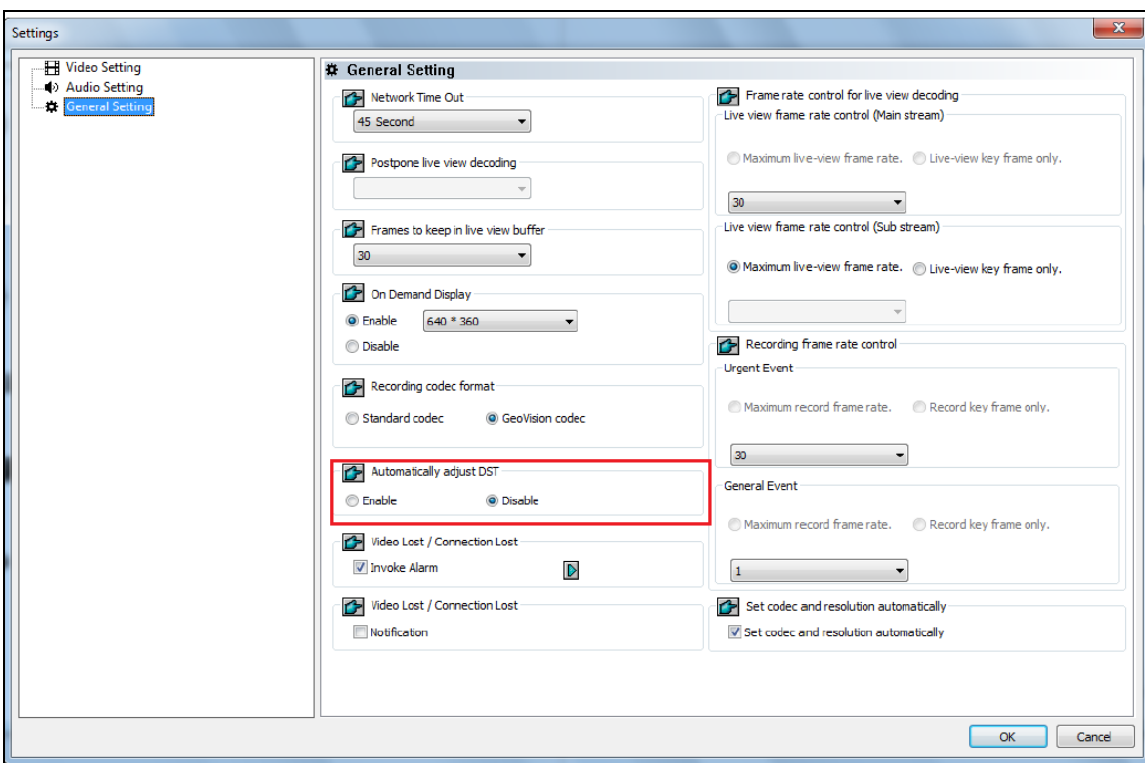 Settings
Video Setting
Audio Setting
General Setting
General Setting
Network Time Out
45 Second
Postpone live view decoding
Frames to keep in live view buffer
30
On Demand Display
Enable
640 * 360
Disable
Recording codec format
Standard codec
GeoVision codec
Automatically adjust DST
Enable
Disable
Video Lost / Connection Lost
Invoke Alarm
Video Lost / Connection Lost
Notification
Frame rate control for live view decoding
Live view frame rate control (Main stream)
Maximum live-view frame rate.
Live-view key frame only.
30
Live view frame rate control (Sub stream)
Maximum live-view frame rate.
Live-view key frame only.
Recording frame rate control
Urgent Event
Maximum record frame rate.
Record key frame only.
30
General Event
Maximum record frame rate.
Record key frame only.
1
Set codec and resolution automatically
Set codec and resolution automatically
OK
Cancel